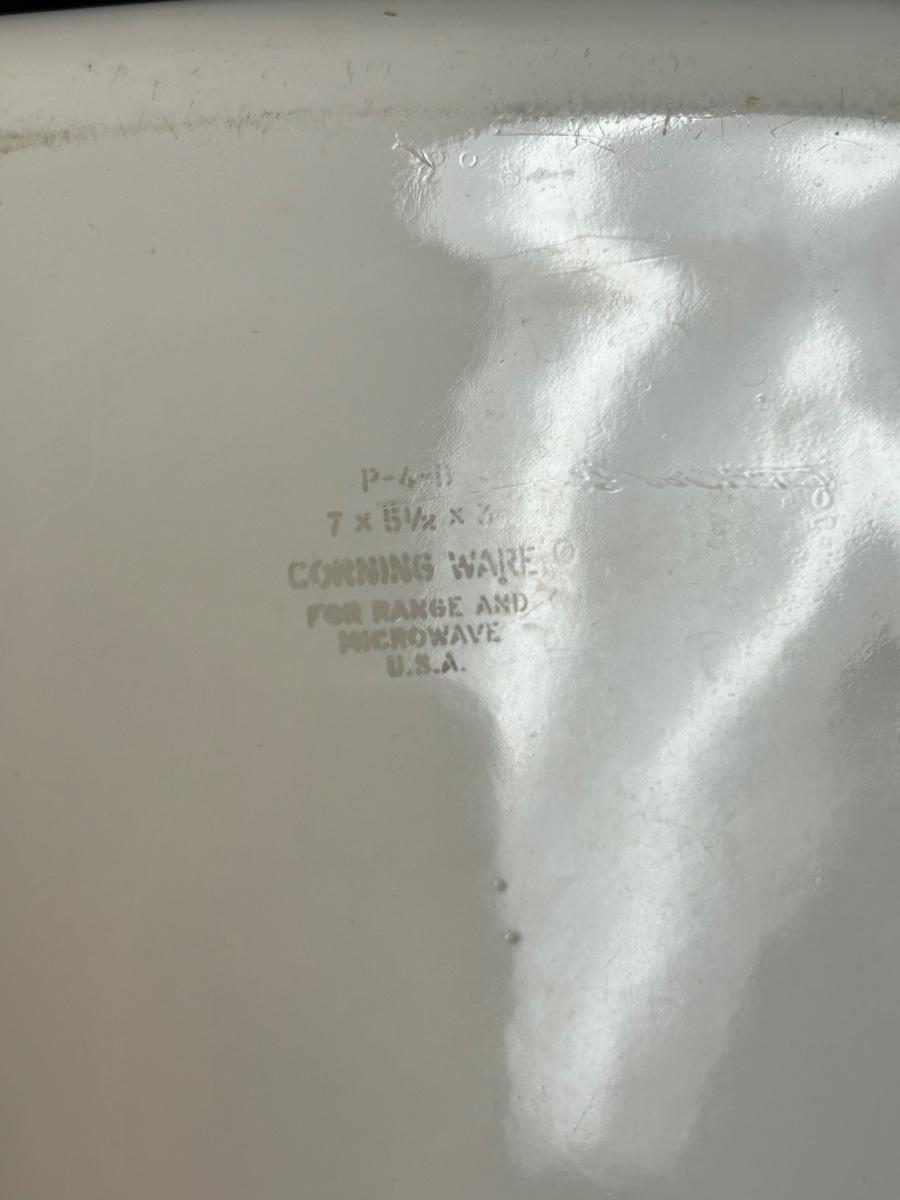 P-4-B
7 x 5½ x 3
CORNING WARE ®
FOR RANGE AND
MICROWAVE
U.S.A.